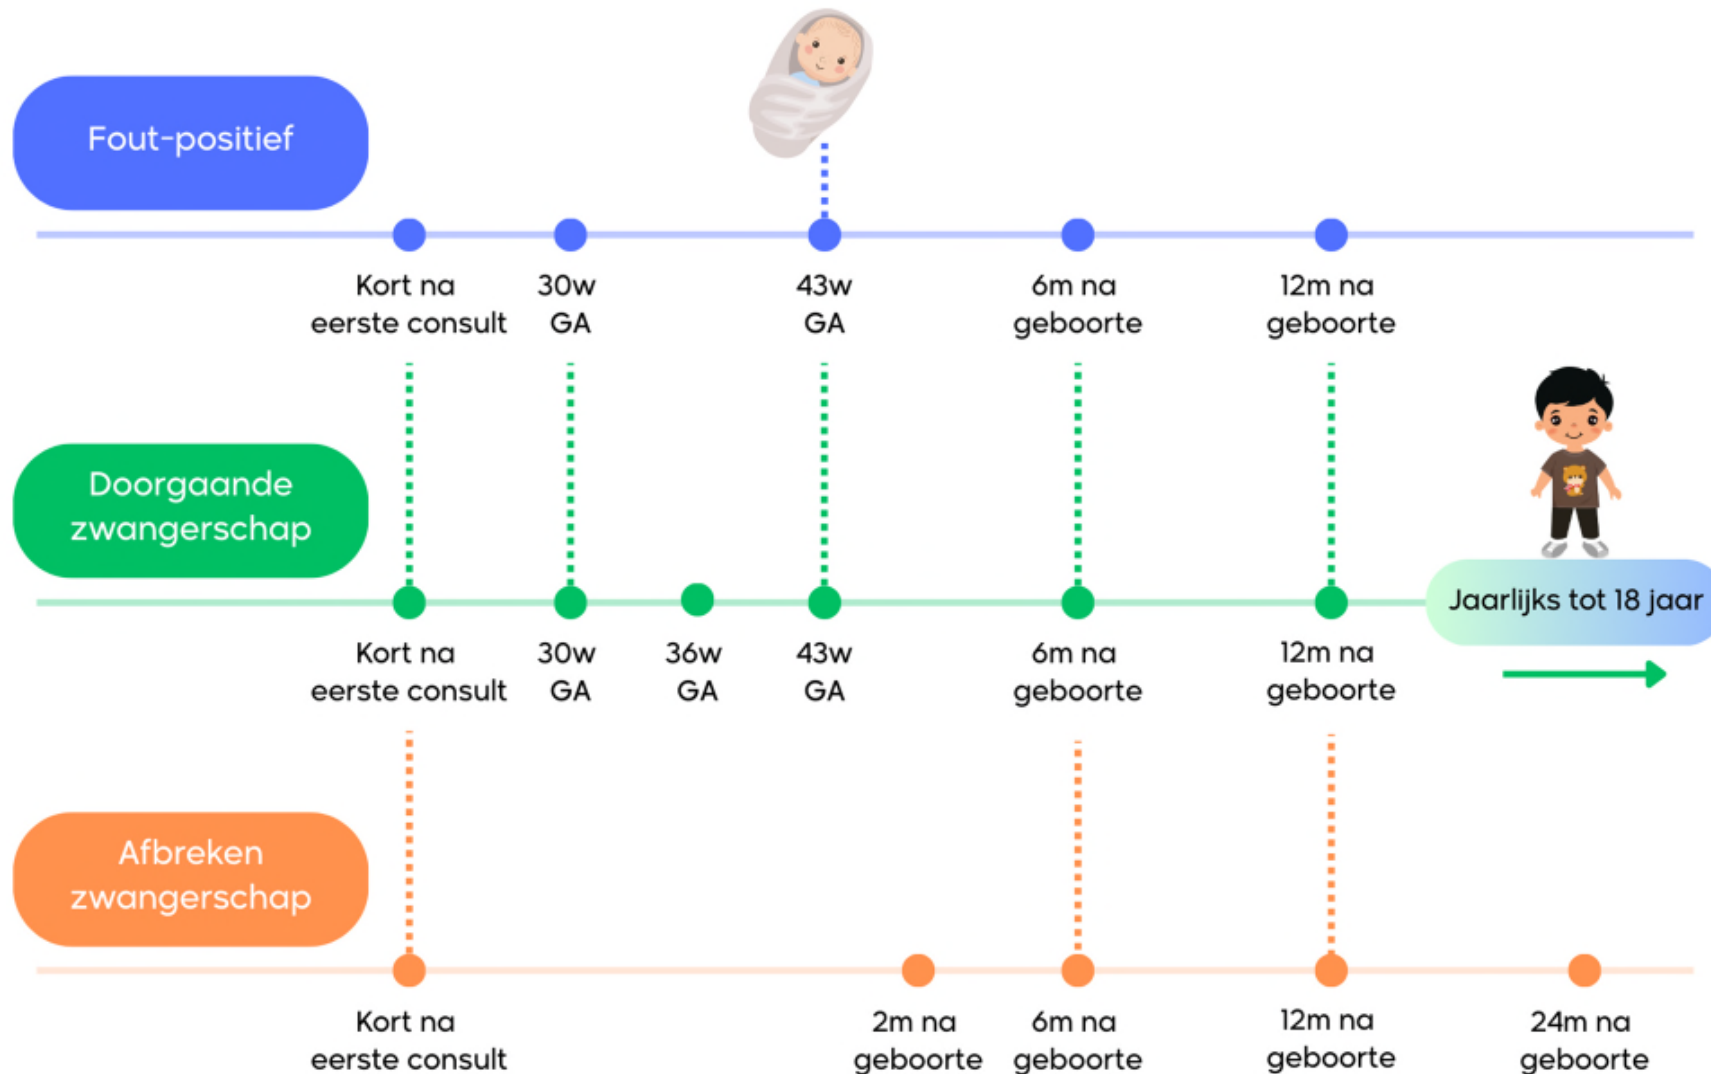 Fout-positief
Kort na
eerste consult
30w
GA
43w
GA
6m na
geboorte
12m na
geboorte
Doorgaande
zwangerschap
Jaarlijks tot 18 jaar
Kort na
eerste consult
30w
GA
36w
GA
43w
GA
6m na
geboorte
12m na
geboorte
Afbreken
zwangerschap
Kort na
eerste consult
2m na
geboorte
6m na
geboorte
12m na
geboorte
24m na
geboorte